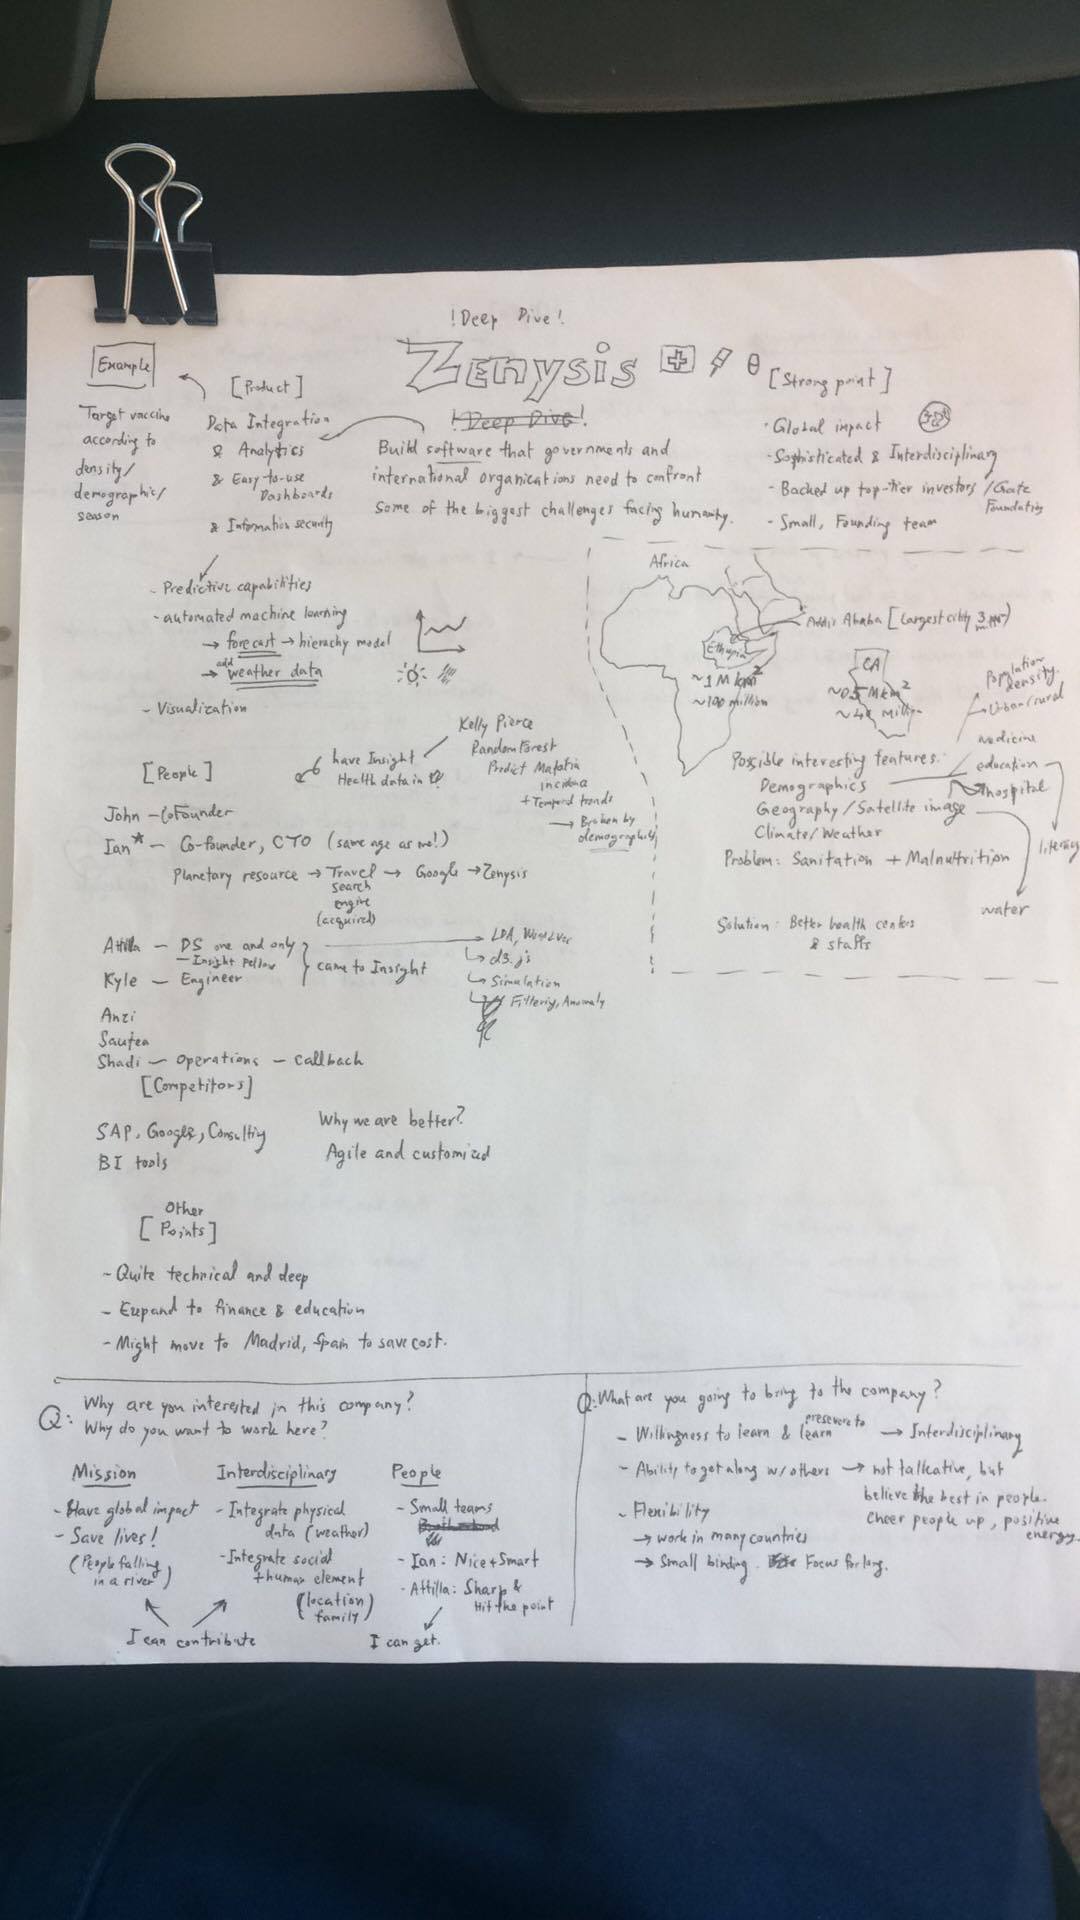 !Deep Dive!
Zenysis
!Deep Dive!
Build software that governments and
international organizations need to confront
some of the biggest challenges facing humanity.
Example
Target vaccine
according to
density/
demographic/
season
[Product]
Data Integration
& Analytics
& Easy-to-use
Dashboards
& Information security
- Predictive capabilities
- automated machine learning
→ forecast → hierachy model
add
→ weather data
- Visualization
[Strong point]
- Global impact
- Sophisticated & Interdisciplinary
- Backed up top-tier investors / Gate
Foundation
- Small, Founding team
Africa
Addis Ababa [Largest city 3
Ethiopia
~1 M km²
~100 million
CA
~0.5 M km²
million
Population
density.
Urban/rural
medicine
Possible interesting features:
education
Demographics
hospital
Geography / Satellite image
Climate/Weather
literacy
Problem: Sanitation + Malnutrition
water
Solution: Better health centers
& staffs
[People]
have Insight
Health data in
Kelly Pierce
Random Forest
Predict Malaria
incidence
+ Temporal trends
→ Broken by
demographics
John - CoFounder
Ian* - Co-founder, CTO (same age as me!)
Planetary resource → Travel → Google → Zenysis
search
engine
(acquired)
Attila - DS one and only
- Insight Fellow
Kyle - Engineer
came to Insight
LDA, Word2Vec
d3.js
Simulation
Filtering, Anomaly
Anzi
Shadi - operations - callback
[Competitors]
SAP, Google, Consulting
BI tools
Why we are better?
Agile and customized
Other
[Points]
- Quite technical and deep
- Expand to finance & education
- Might move to Madrid, Spain to save cost.
Q: Why are you interested in this company?
Why do you want to work here?
Mission
- Have global impact
- Save lives!
(People falling
in a river)
Interdisciplinary
- Integrate physical
data (weather)
- Integrate social
+ human element
(location
family)
I can contribute
People
- Small teams
- Ian: Nice + Smart
- Attilla: Sharp &
Hit the point
I can get.
Q: What are you going to bring to the company?
persevere to
- Willingness to learn & learn → Interdisciplinary
- Ability to get along w/ others → not talkative, but
believe the best in people.
Cheer people up, positive
energy.
- Flexibility
→ work in many countries
→ Small binding. Focus for long.